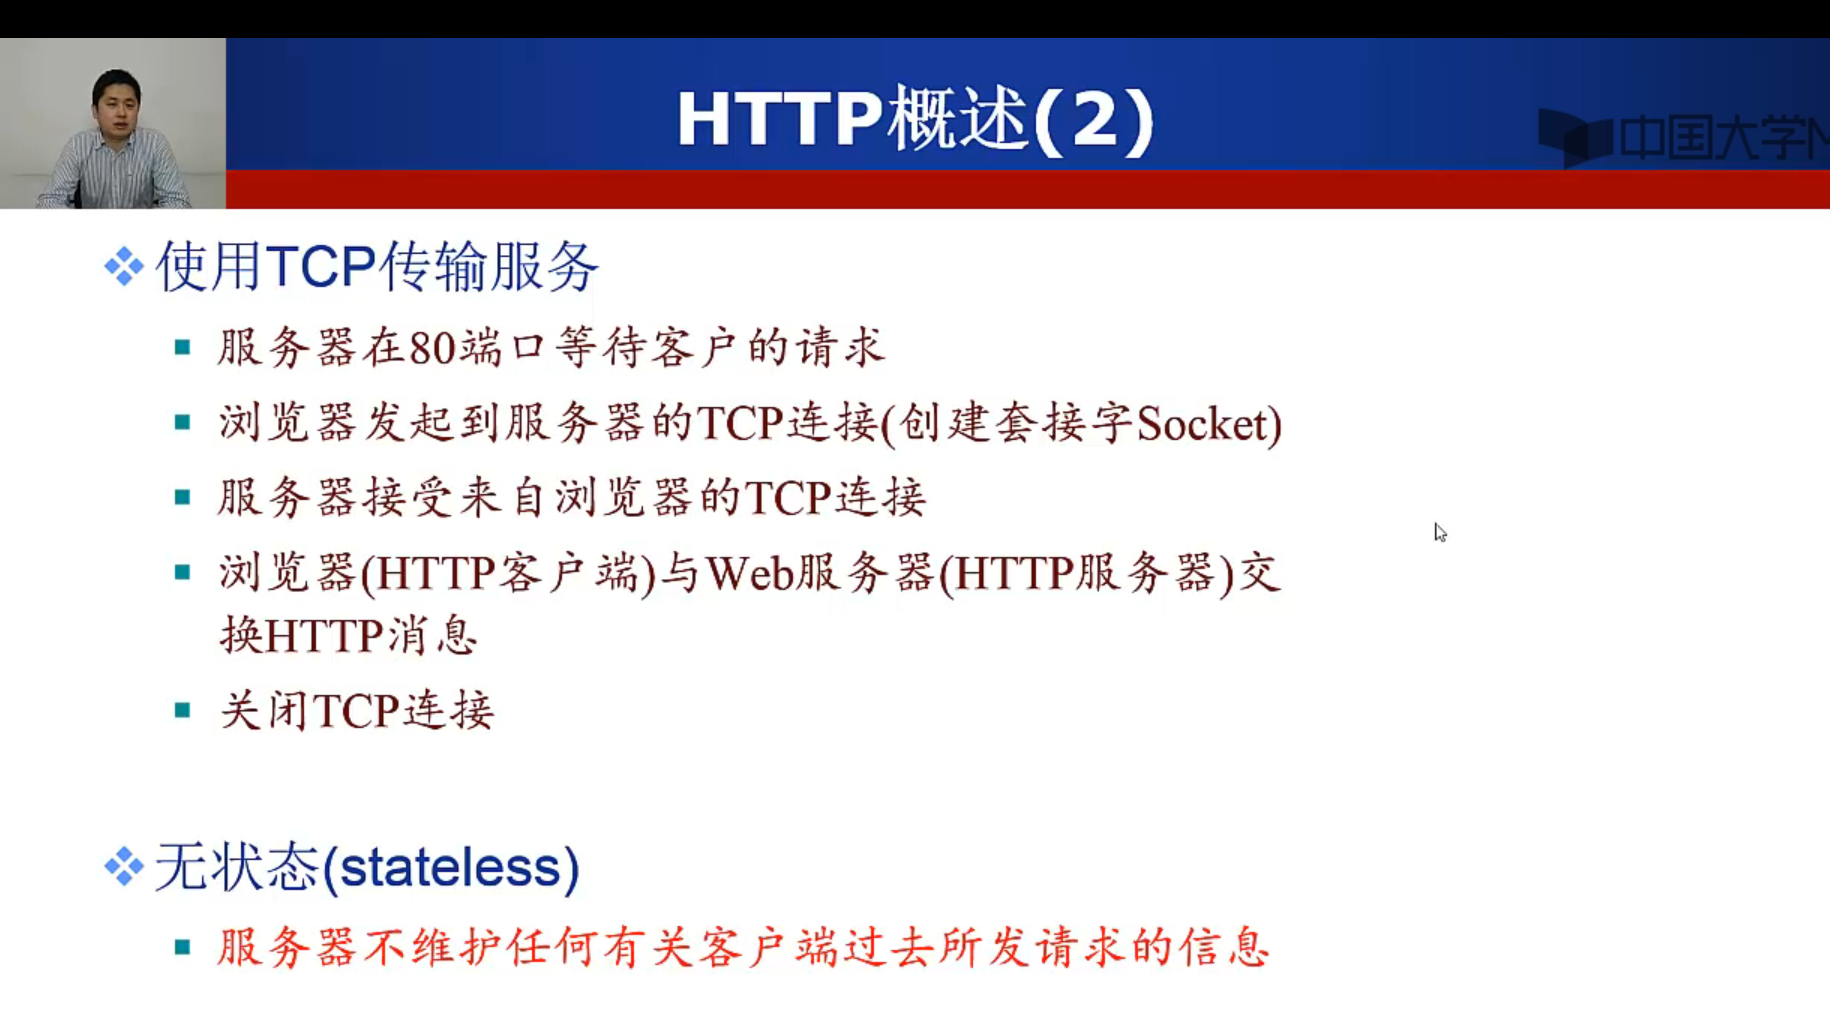 HTTP概述(2)
中国大学M
使用TCP传输服务
服务器在80端口等待客户的请求
浏览器发起到服务器的TCP连接(创建套接字Socket)
服务器接受来自浏览器的TCP连接
浏览器(HTTP客户端)与Web服务器(HTTP服务器)交
换HTTP消息
关闭TCP连接
无状态(stateless)
服务器不维护任何有关客户端过去所发请求的信息